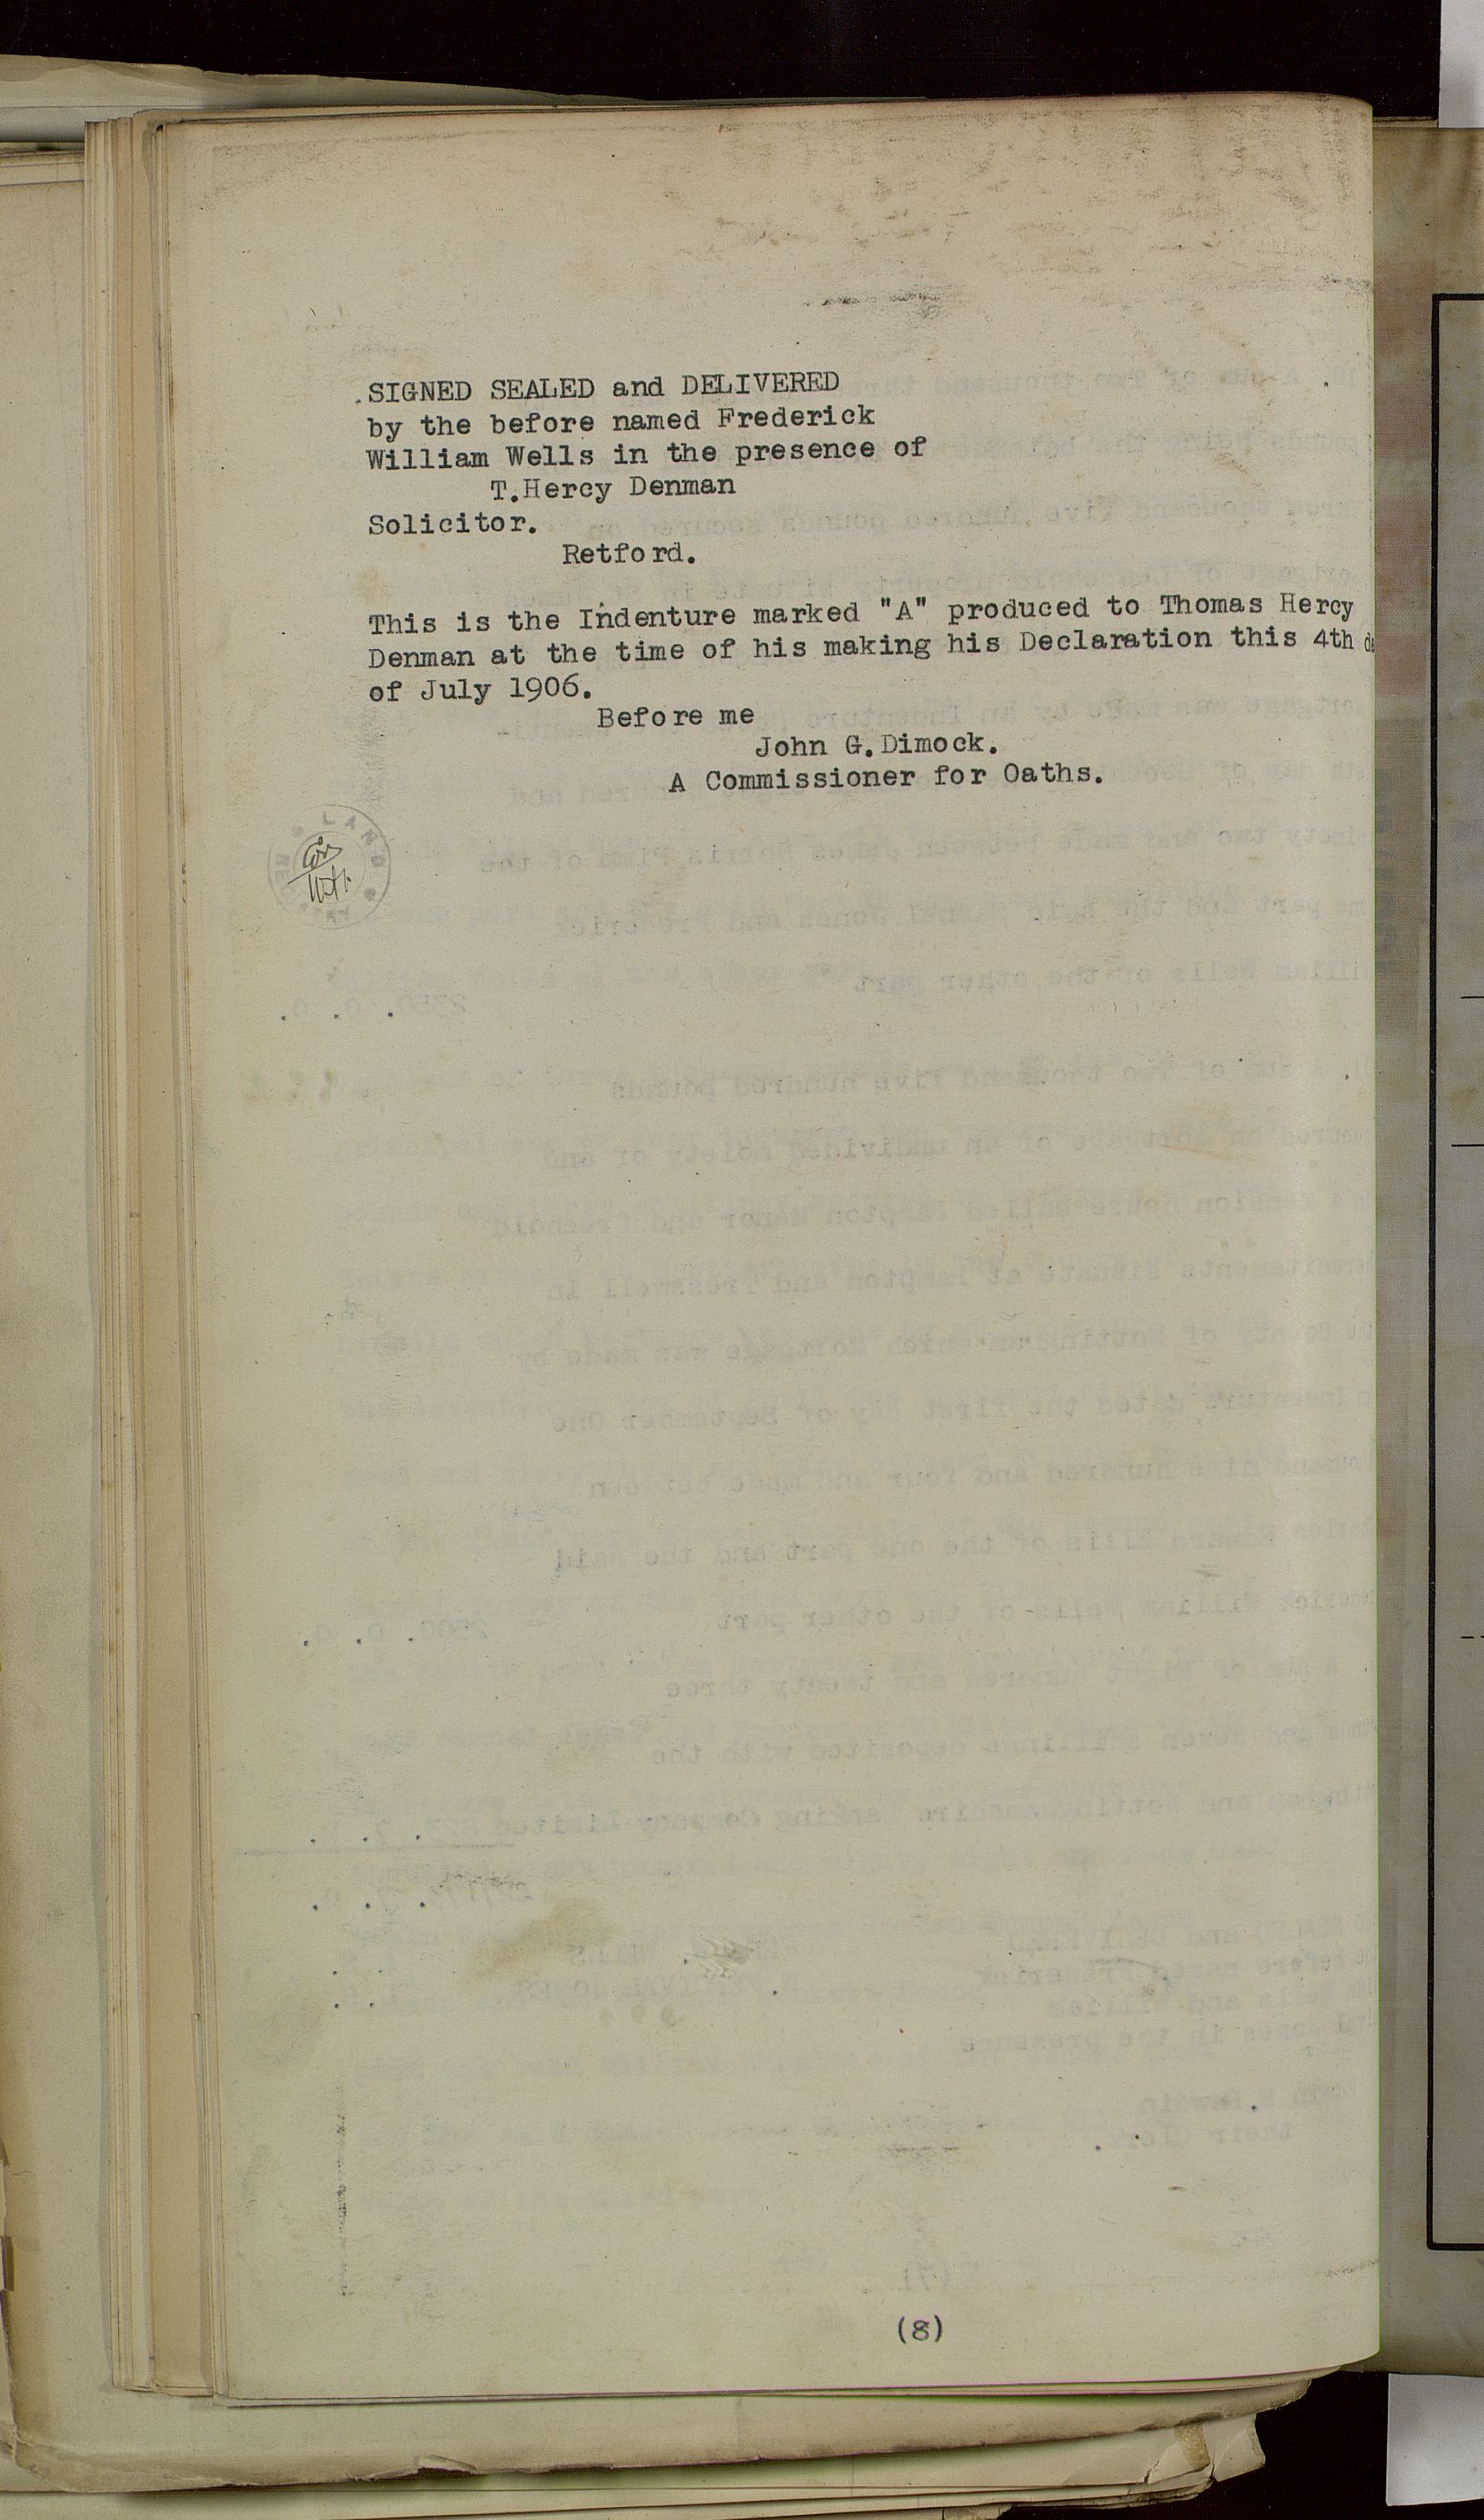 SIGNED SEALED and DELIVERED
by the before named Frederick
William Wells in the presence of
T.Hercy Denman
Solicitor.
Retford.
This is the Indenture marked "A" produced to Thomas Hercy
Denman at the time of his making his Declaration this 4th
of July 1906.
Before me
John G.Dimock.
A Commissioner for Oaths.
LAND
(8)